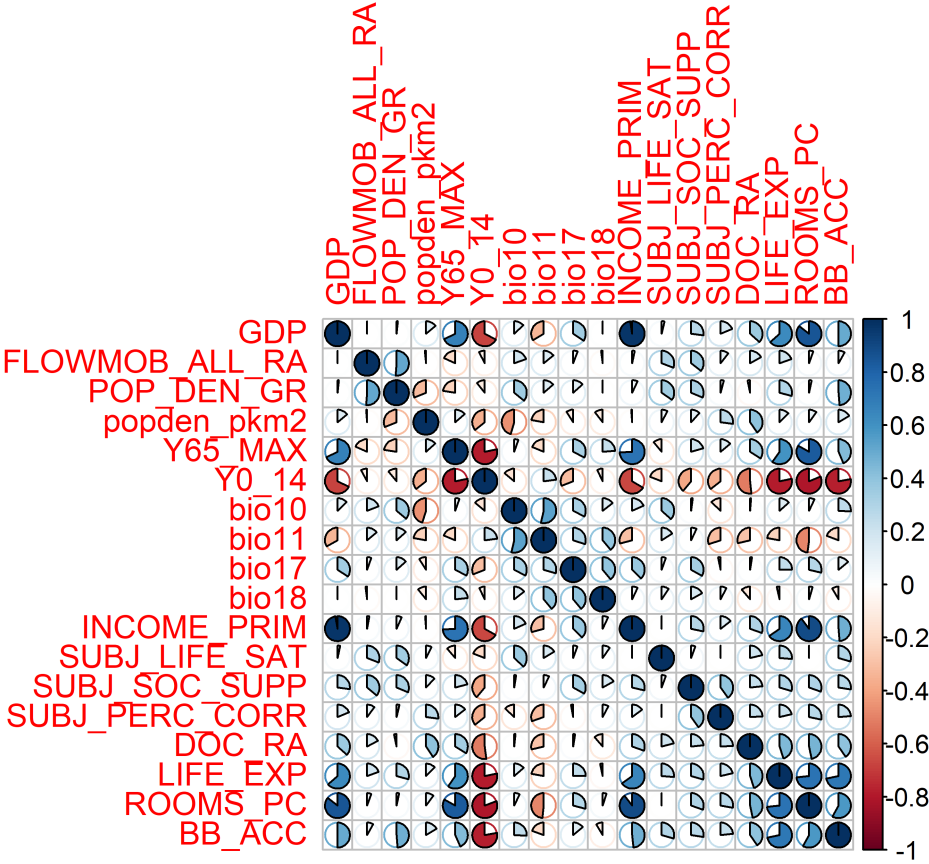 GDP
FLOWMOB_ALL_RA
POP_DEN_GR
popden_pkm2
Y65_MAX
Y0_14
bio10
bio11
bio17
bio18
INCOME_PRIM
SUBJ_LIFE_SAT
SUBJ_SOC_SUPP
SUBJ_PERC_CORR
DOC_RA
LIFE_EXP
ROOMS_PC
BB_ACC
GDP
FLOWMOB_ALL_RA
POP_DEN_GR
popden_pkm2
Y65_MAX
Y0_14
bio10
bio11
bio17
bio18
INCOME_PRIM
SUBJ_LIFE_SAT
SUBJ_SOC_SUPP
SUBJ_PERC_CORR
DOC_RA
LIFE_EXP
ROOMS_PC
BB_ACC
1
0.8
0.6
0.4
0.2
0
-0.2
-0.4
-0.6
-0.8
-1